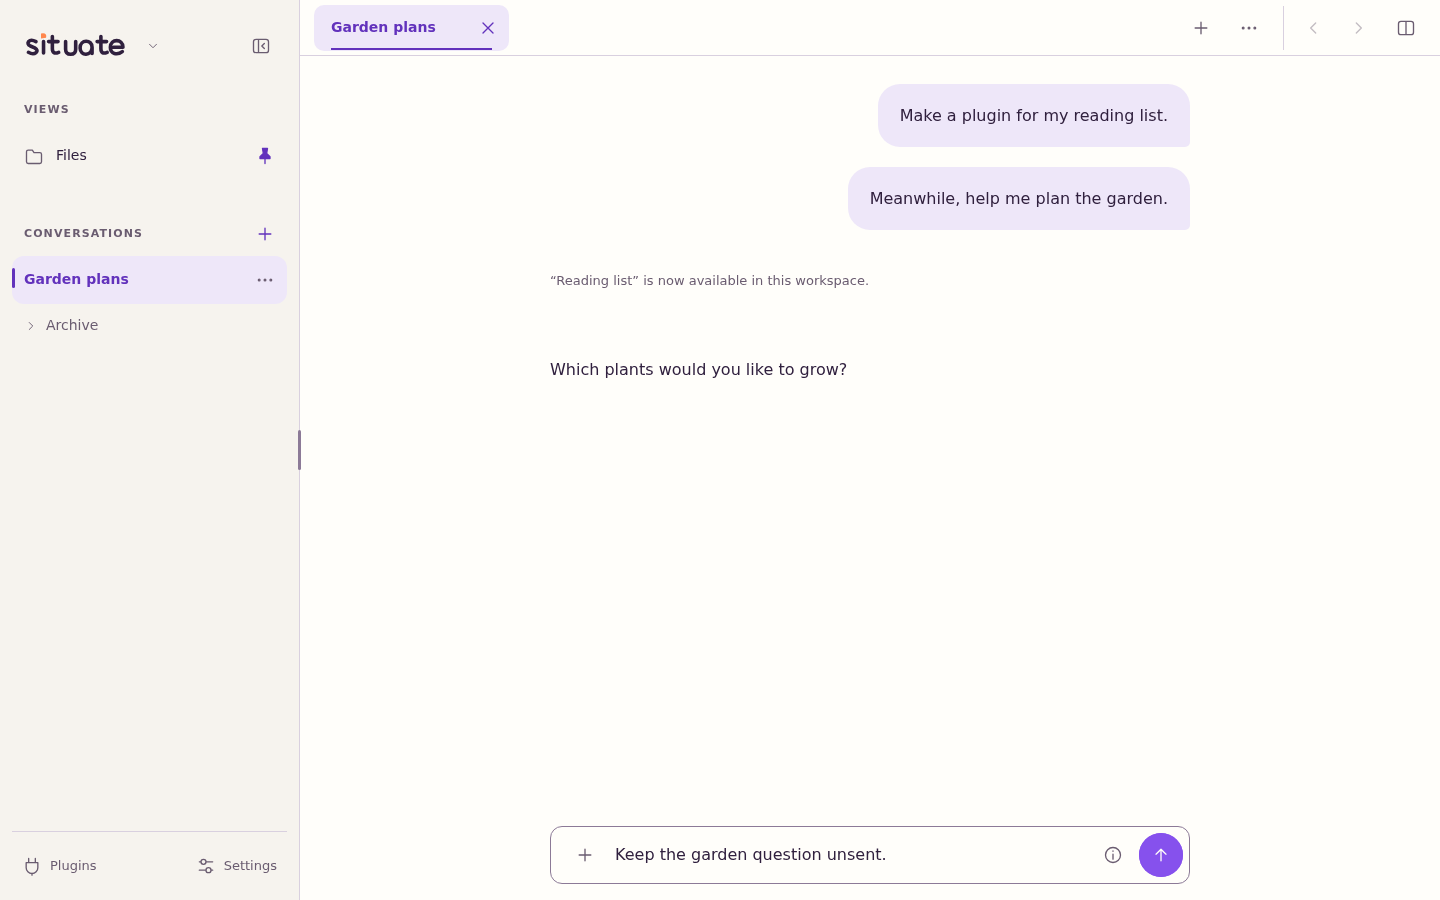 situate
Garden plans
VIEWS
Files
CONVERSATIONS
Garden plans
Archive
Plugins
Settings
Make a plugin for my reading list.
Meanwhile, help me plan the garden.
“Reading list” is now available in this workspace.
Which plants would you like to grow?
Keep the garden question unsent.